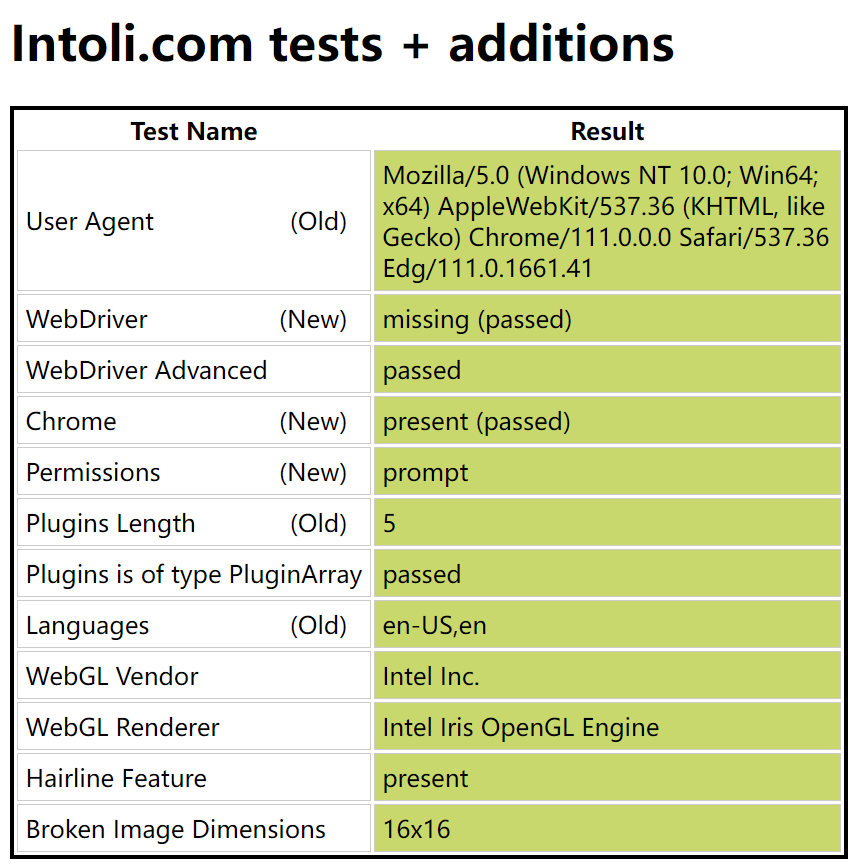 Intoli.com tests + additions
Test Name Result
User Agent (Old) Mozilla/5.0 (Windows NT 10.0; Win64;
x64) AppleWebKit/537.36 (KHTML, like
Gecko) Chrome/111.0.0.0 Safari/537.36
Edg/111.0.1661.41
WebDriver (New) missing (passed)
WebDriver Advanced passed
Chrome (New) present (passed)
Permissions (New) prompt
Plugins Length (Old) 5
Plugins is of type PluginArray passed
Languages (Old) en-US,en
WebGL Vendor Intel Inc.
WebGL Renderer Intel Iris OpenGL Engine
Hairline Feature present
Broken Image Dimensions 16x16